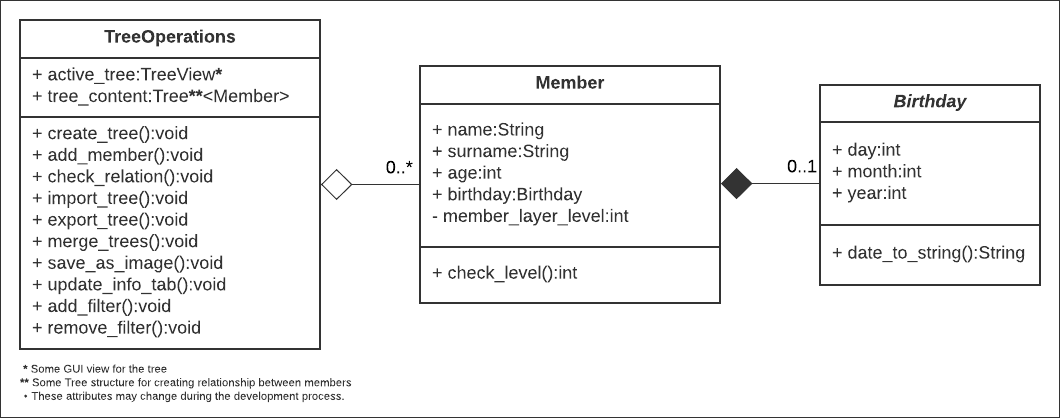 TreeOperations
+ active_tree:TreeView*
+ tree_content:Tree**<Member>
+ create_tree():void
+ add_member():void
+ check_relation():void
+ import_tree():void
+ export_tree():void
+ merge_trees():void
+ save_as_image():void
+ update_info_tab():void
+ add_filter():void
+ remove_filter():void
0..*
Member
+ name:String
+ surname:String
+ age:int
+ birthday:Birthday
- member_layer_level:int
+ check_level():int
0..1
Birthday
+ day:int
+ month:int
+ year:int
+ date_to_string():String
* Some GUI view for the tree
** Some Tree structure for creating relationship between members
• These attributes may change during the development process.